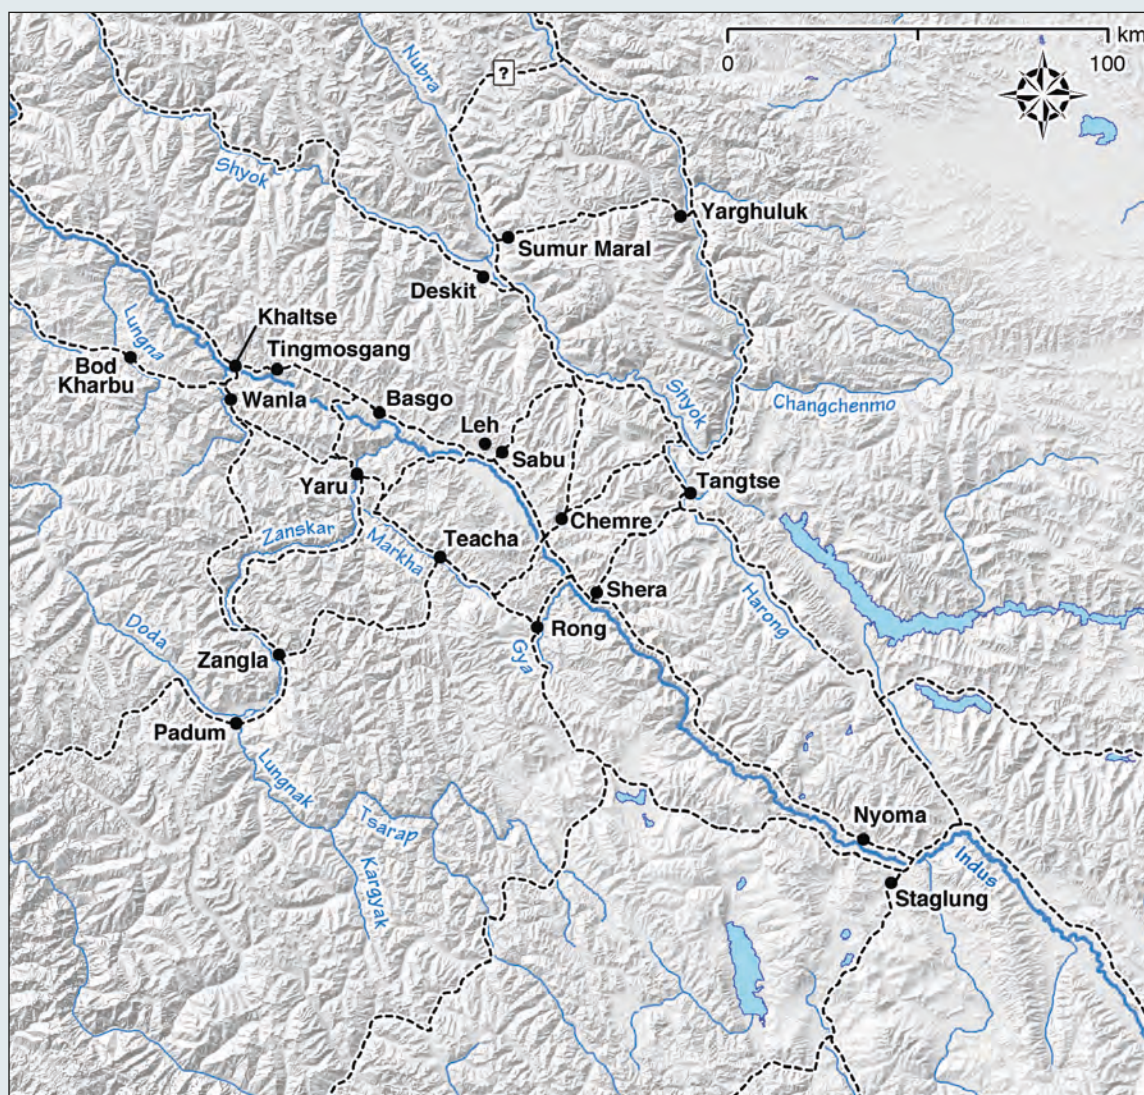 km
0
100
Nubra
?
Shyok
Yarghuluk
Sumur Maral
Deskit
Khaltse
Lungna
Tingmosgang
Bod
Kharbu
Wanla
Basgo
Shyok
Changchenmo
Leh
Sabu
Yaru
Tangtse
Zanskar
Markha
Teacha
Chemre
Shera
Harong
Doda
Rong
Gya
Zangla
Padum
Lungnak
Tsarap
Kargyak
Nyoma
Indus
Staglung